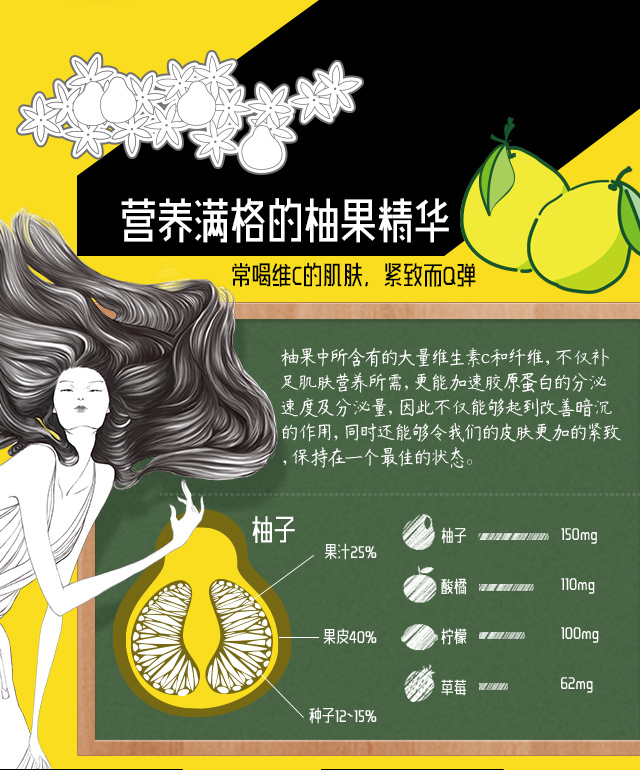 营养满格的柚果精华
常喝维C的肌肤，紧致而Q弹
柚果中所含有的大量维生素c和纤维，不仅补
足肌肤营养所需，更能加速胶原蛋白的分泌
速度及分泌量，因此不仅能够起到改善暗沉
的作用，同时还能够令我们的皮肤更加的紧致
，保持在一个最佳的状态。
柚子
果汁25%
果皮40%
种子12~15%
柚子 150mg
酸橘 110mg
柠檬 100mg
草莓 62mg